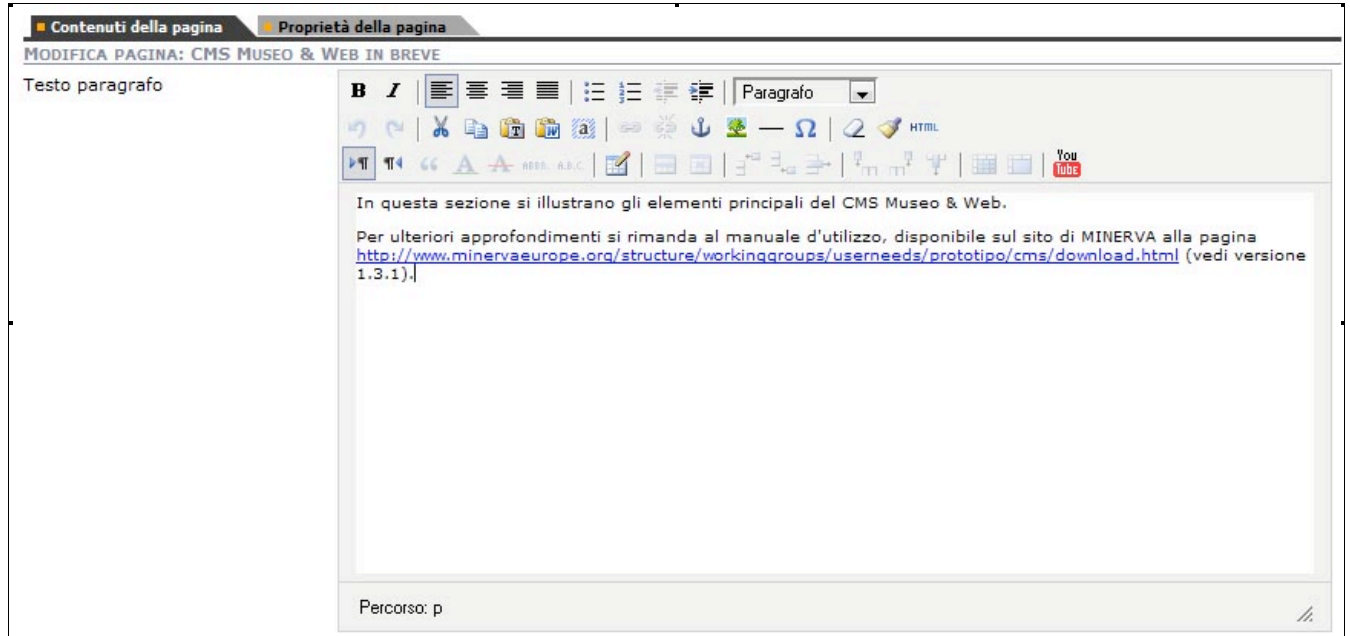 Contenuti della pagina Proprietà della pagina
MODIFICA PAGINA: CMS MUSEO & WEB IN BREVE
Testo paragrafo
B I Paragrafo
HTML
ABBR. A.B.C. You Tube
In questa sezione si illustrano gli elementi principali del CMS Museo & Web.
Per ulteriori approfondimenti si rimanda al manuale d'utilizzo, disponibile sul sito di MINERVA alla pagina
http://www.minervaeurope.org/structure/workinggroups/userneeds/prototipo/cms/download.html (vedi versione
1.3.1).
Percorso: p